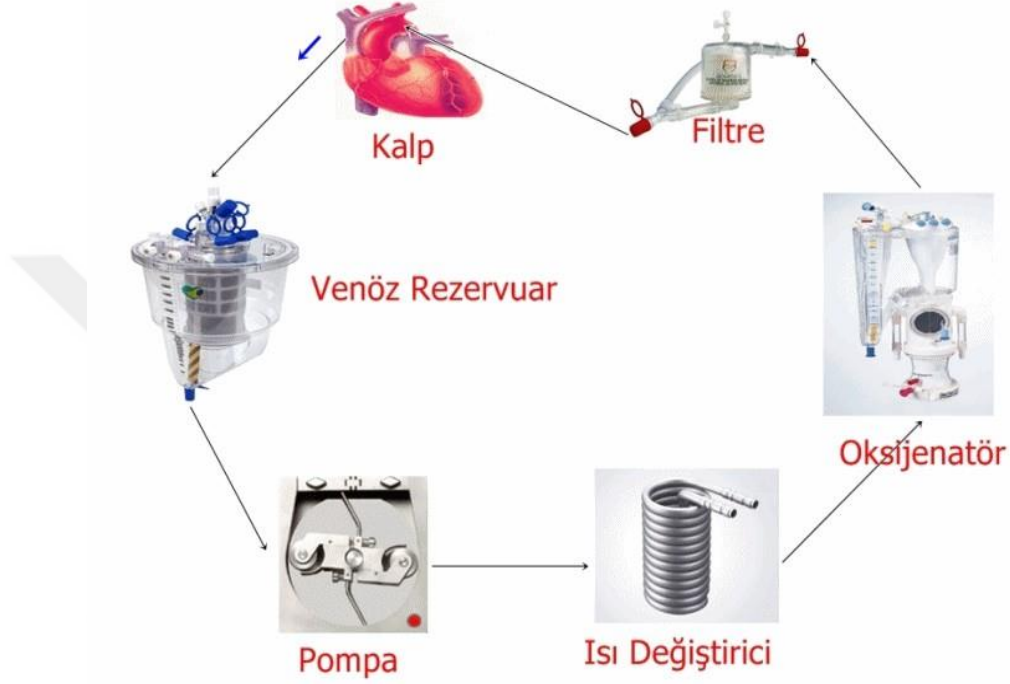 Kalp
Filtre
Venöz Rezervuar
Oksijenatör
Pompa
Isı Değiştirici